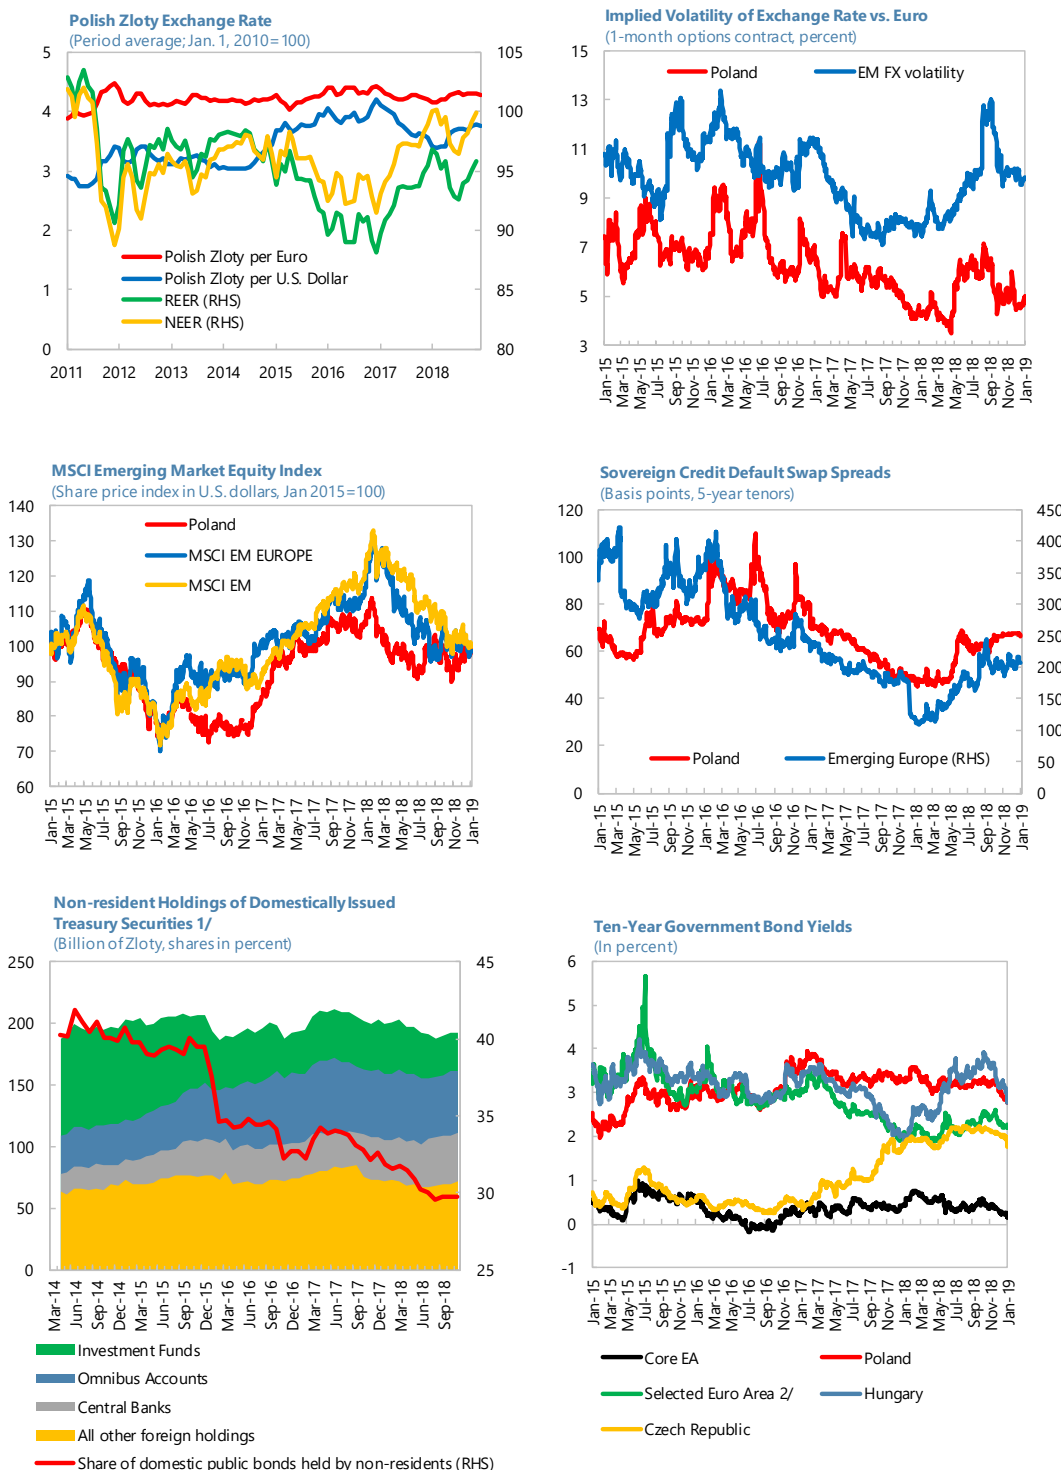 Polish Zloty Exchange Rate
(Period average; Jan. 1, 2010=100)
5
4
3
2
1
0
105
100
95
90
85
80
Polish Zloty per Euro
Polish Zloty per U.S. Dollar
REER (RHS)
NEER (RHS)
2011 2012 2013 2014 2015 2016 2017 2018
Implied Volatility of Exchange Rate vs. Euro
(1-month options contract, percent)
15
13
11
9
7
5
3
Poland
EM FX volatility
Jan-15 Mar-15 May-15 Jul-15 Sep-15 Nov-15 Jan-16 Mar-16 May-16 Jul-16 Sep-16 Nov-16 Jan-17 Mar-17 May-17 Jul-17 Sep-17 Nov-17 Jan-18 Mar-18 May-18 Jul-18 Sep-18 Nov-18 Jan-19
MSCI Emerging Market Equity Index
(Share price index in U.S. dollars, Jan 2015=100)
140
130
120
110
100
90
80
70
60
Poland
MSCI EM EUROPE
MSCI EM
Jan-15 Mar-15 May-15 Jul-15 Sep-15 Nov-15 Jan-16 Mar-16 May-16 Jul-16 Sep-16 Nov-16 Jan-17 Mar-17 May-17 Jul-17 Sep-17 Nov-17 Jan-18 Mar-18 May-18 Jul-18 Sep-18 Nov-18 Jan-19
Sovereign Credit Default Swap Spreads
(Basis points, 5-year tenors)
120
100
80
60
40
20
0
450
400
350
300
250
200
150
100
50
0
Poland
Emerging Europe (RHS)
Jan-15 Mar-15 May-15 Jul-15 Sep-15 Nov-15 Jan-16 Mar-16 May-16 Jul-16 Sep-16 Nov-16 Jan-17 Mar-17 May-17 Jul-17 Sep-17 Nov-17 Jan-18 Mar-18 May-18 Jul-18 Sep-18 Nov-18 Jan-19
Non-resident Holdings of Domestically Issued
Treasury Securities 1/
(Billion of Zloty, shares in percent)
250
200
150
100
50
0
45
40
35
30
25
Mar-14 Jun-14 Sep-14 Dec-14 Mar-15 Jun-15 Sep-15 Dec-15 Mar-16 Jun-16 Sep-16 Dec-16 Mar-17 Jun-17 Sep-17 Dec-17 Mar-18 Jun-18 Sep-18
Investment Funds
Omnibus Accounts
Central Banks
All other foreign holdings
Share of domestic public bonds held by non-residents (RHS)
Ten-Year Government Bond Yields
(In percent)
6
5
4
3
2
1
0
-1
Jan-15 Mar-15 May-15 Jul-15 Sep-15 Nov-15 Jan-16 Mar-16 May-16 Jul-16 Sep-16 Nov-16 Jan-17 Mar-17 May-17 Jul-17 Sep-17 Nov-17 Jan-18 Mar-18 May-18 Jul-18 Sep-18 Nov-18 Jan-19
Core EA
Poland
Selected Euro Area 2/
Hungary
Czech Republic